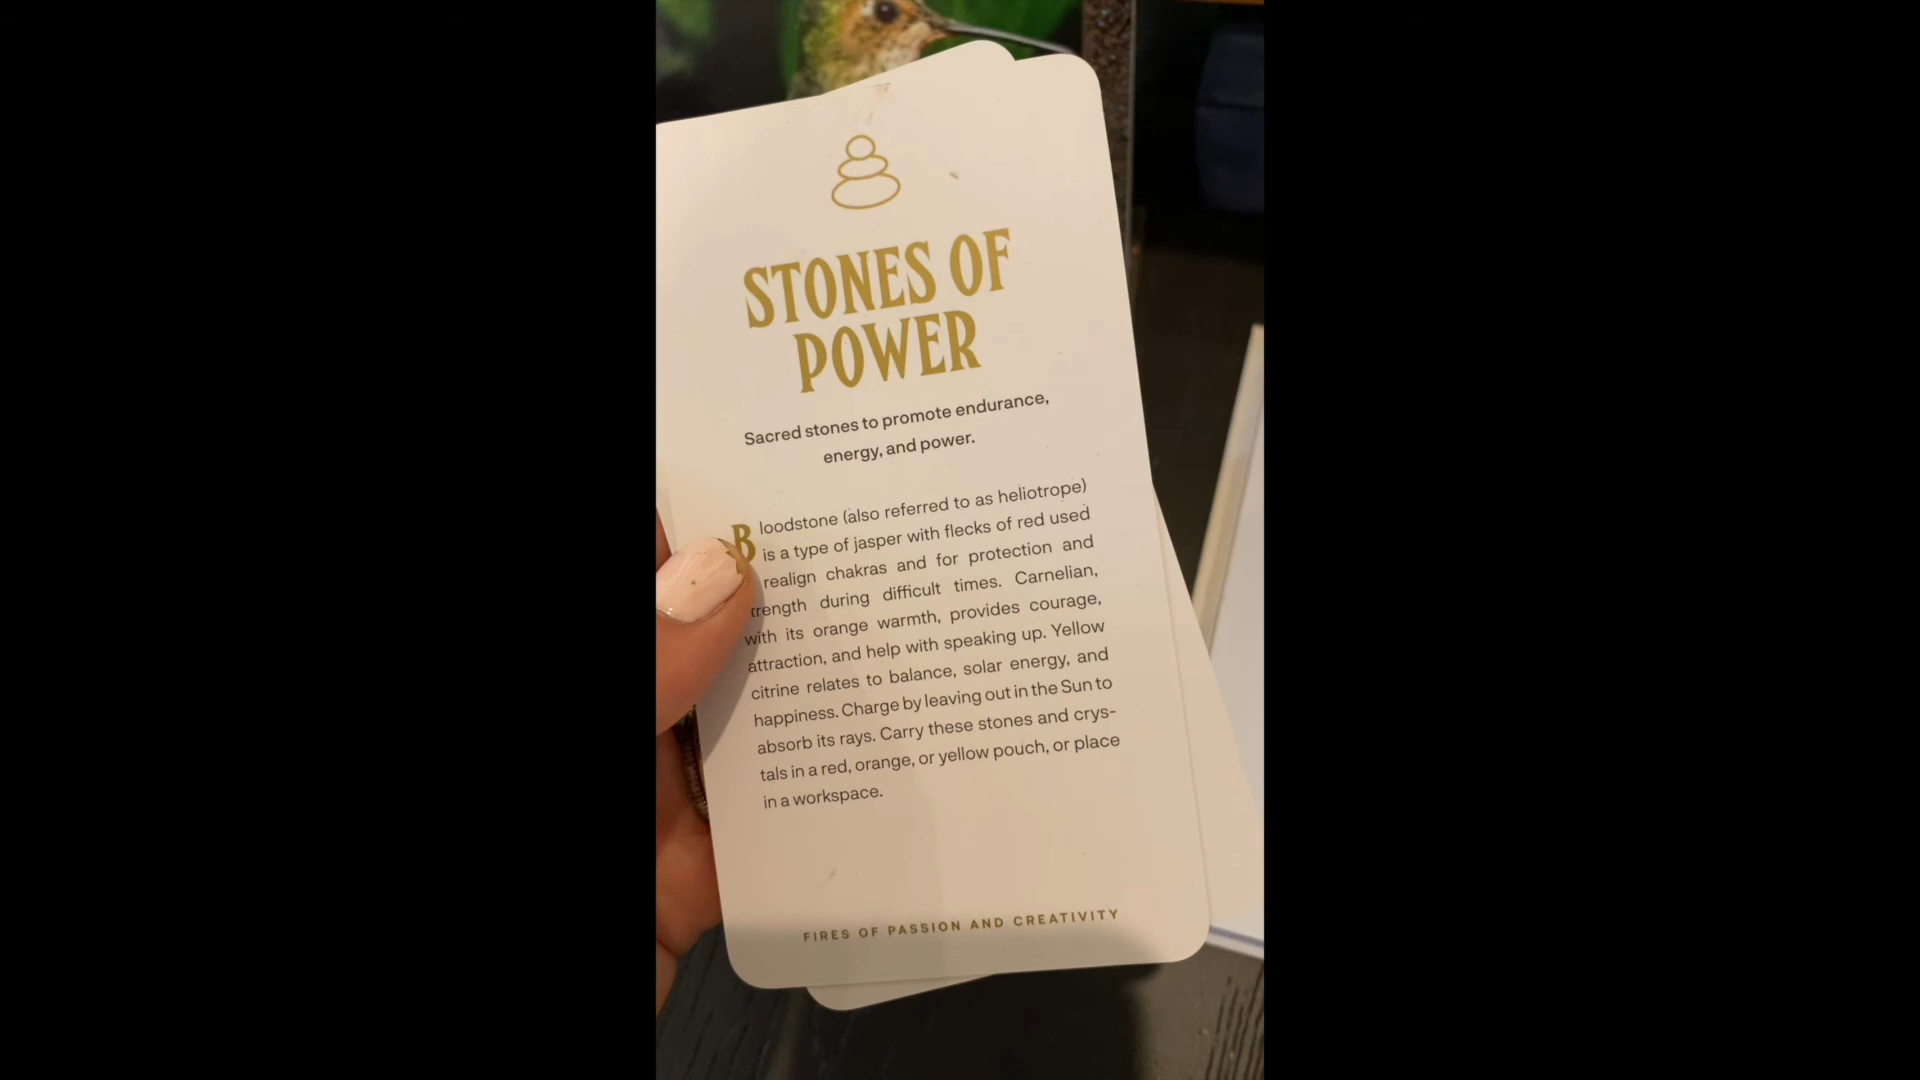 STONES OF
POWER
Sacred stones to promote endurance,
energy, and power.
Bloodstone (also referred to as heliotrope)
is a type of jasper with flecks of red used
realign chakras and for protection and
trength during difficult times. Carnelian,
with its orange warmth, provides courage,
attraction, and help with speaking up. Yellow
citrine relates to balance, solar energy, and
happiness. Charge by leaving out in the Sun to
absorb its rays. Carry these stones and crys-
tals in a red, orange, or yellow pouch, or place
in a workspace.
FIRES OF PASSION AND CREATIVITY